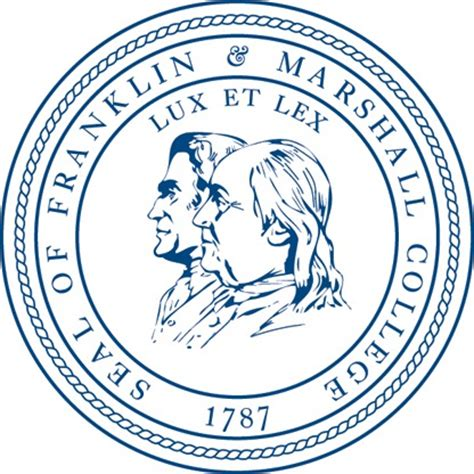 SEAL OF FRANKLIN & MARSHALL COLLEGE
LUX ET LEX
1787